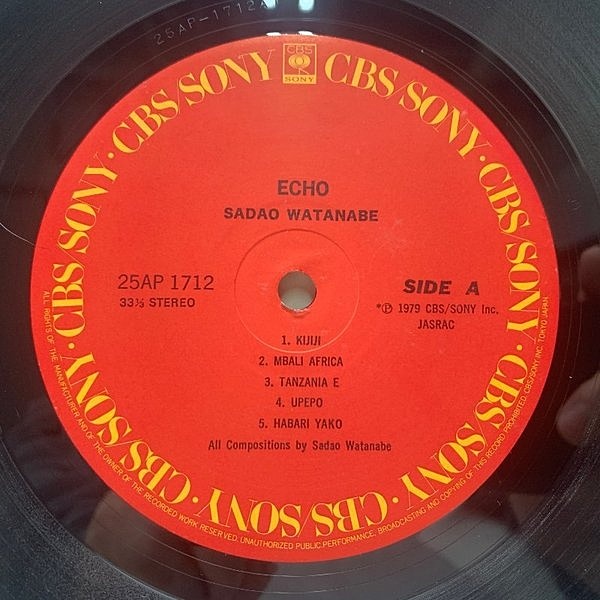 25AP-1712A
CBS/SONY · CBS/SONY · CBS/SONY · CBS/SONY · CBS/SONY · CBS/SONY · CBS/SONY · CBS/SONY
CBS
SONY
ECHO
SADAO WATANABE
25AP 1712
33⅓ STEREO
SIDE A
*Ⓟ 1979 CBS/SONY Inc.
JASRAC
1. KIJIJI
2. MBALI AFRICA
3. TANZANIA E
4. UPEPO
5. HABARI YAKO
All Compositions by Sadao Watanabe
ALL RIGHTS OF THE MANUFACTURER AND OF THE OWNER OF THE RECORDED WORK RESERVED. UNAUTHORIZED PUBLIC PERFORMANCE, BROADCASTING AND COPYING OF THIS RECORD PROHIBITED. CBS/SONY INC. TOKYO JAPAN